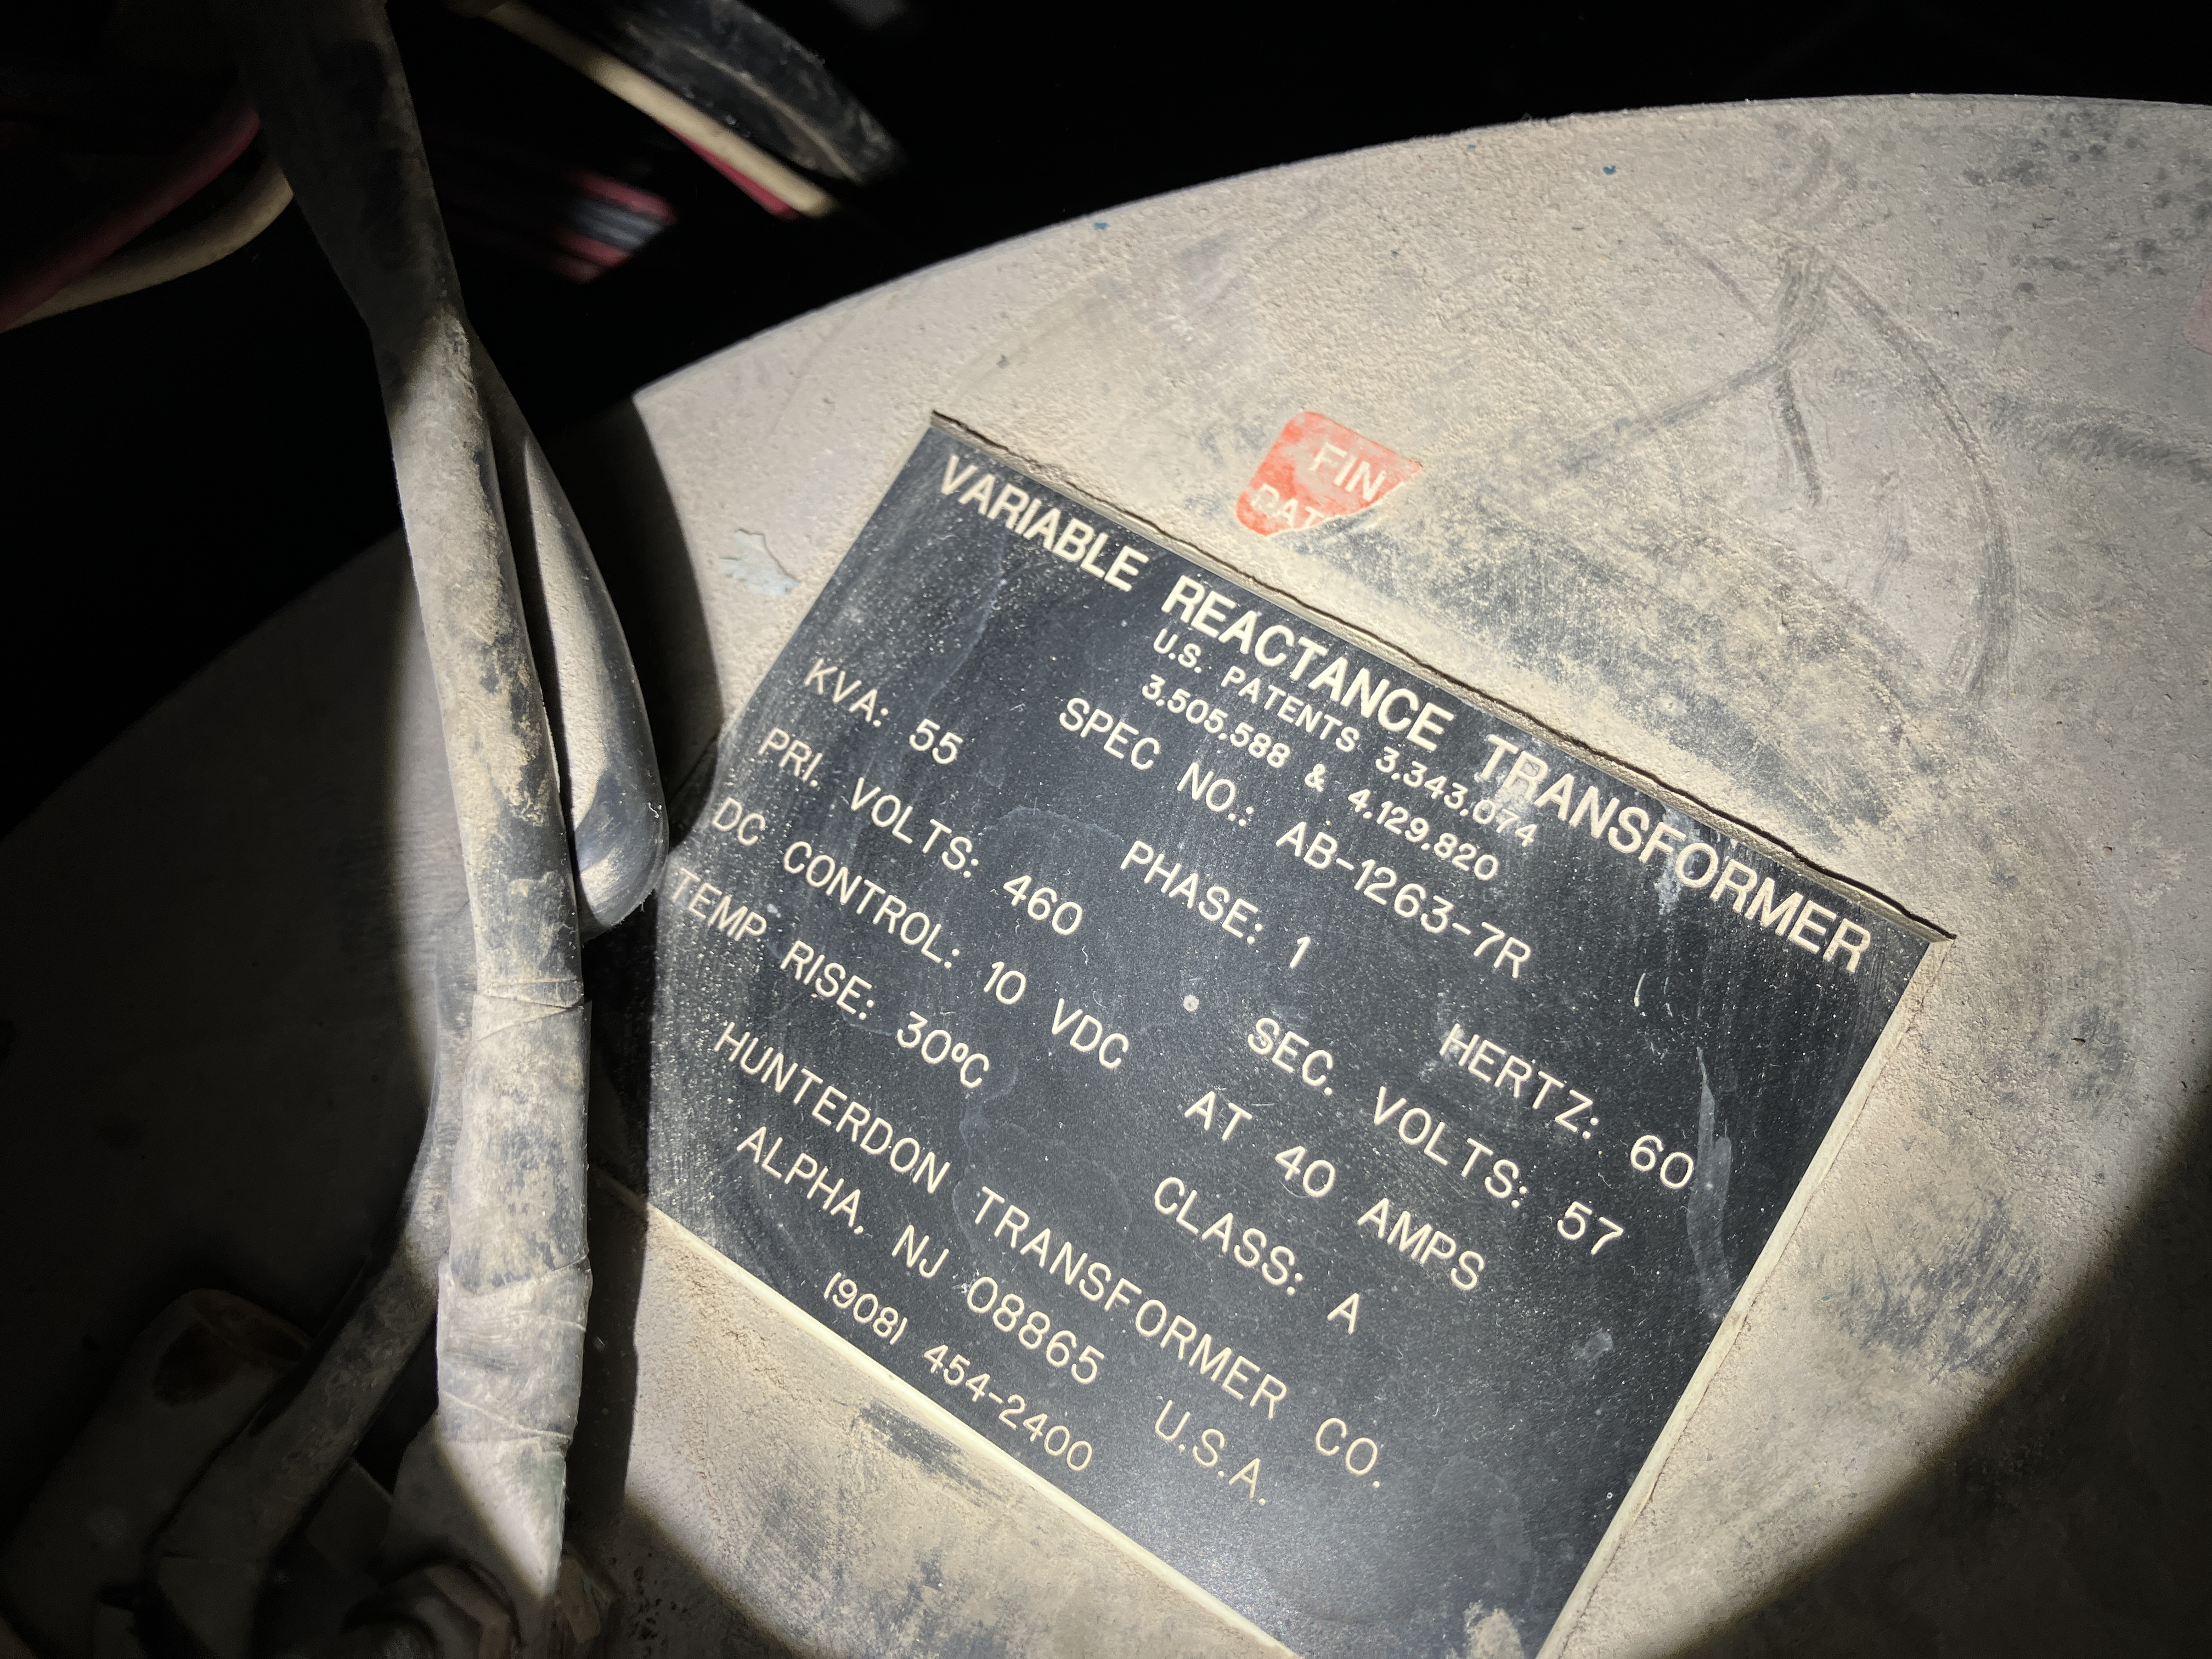 FIN
DAT
VARIABLE REACTANCE TRANSFORMER
U.S. PATENTS 3,343,074
3,505,588 & 4,129,820
SPEC NO.: AB-1263-7R
KVA: 55 PHASE: 1 HERTZ: 60
PRI. VOLTS: 460 SEC. VOLTS: 57
DC CONTROL: 10 VDC AT 40 AMPS
TEMP RISE: 30°C CLASS: A
HUNTERDON TRANSFORMER CO.
ALPHA, NJ 08865 U.S.A.
(908) 454-2400